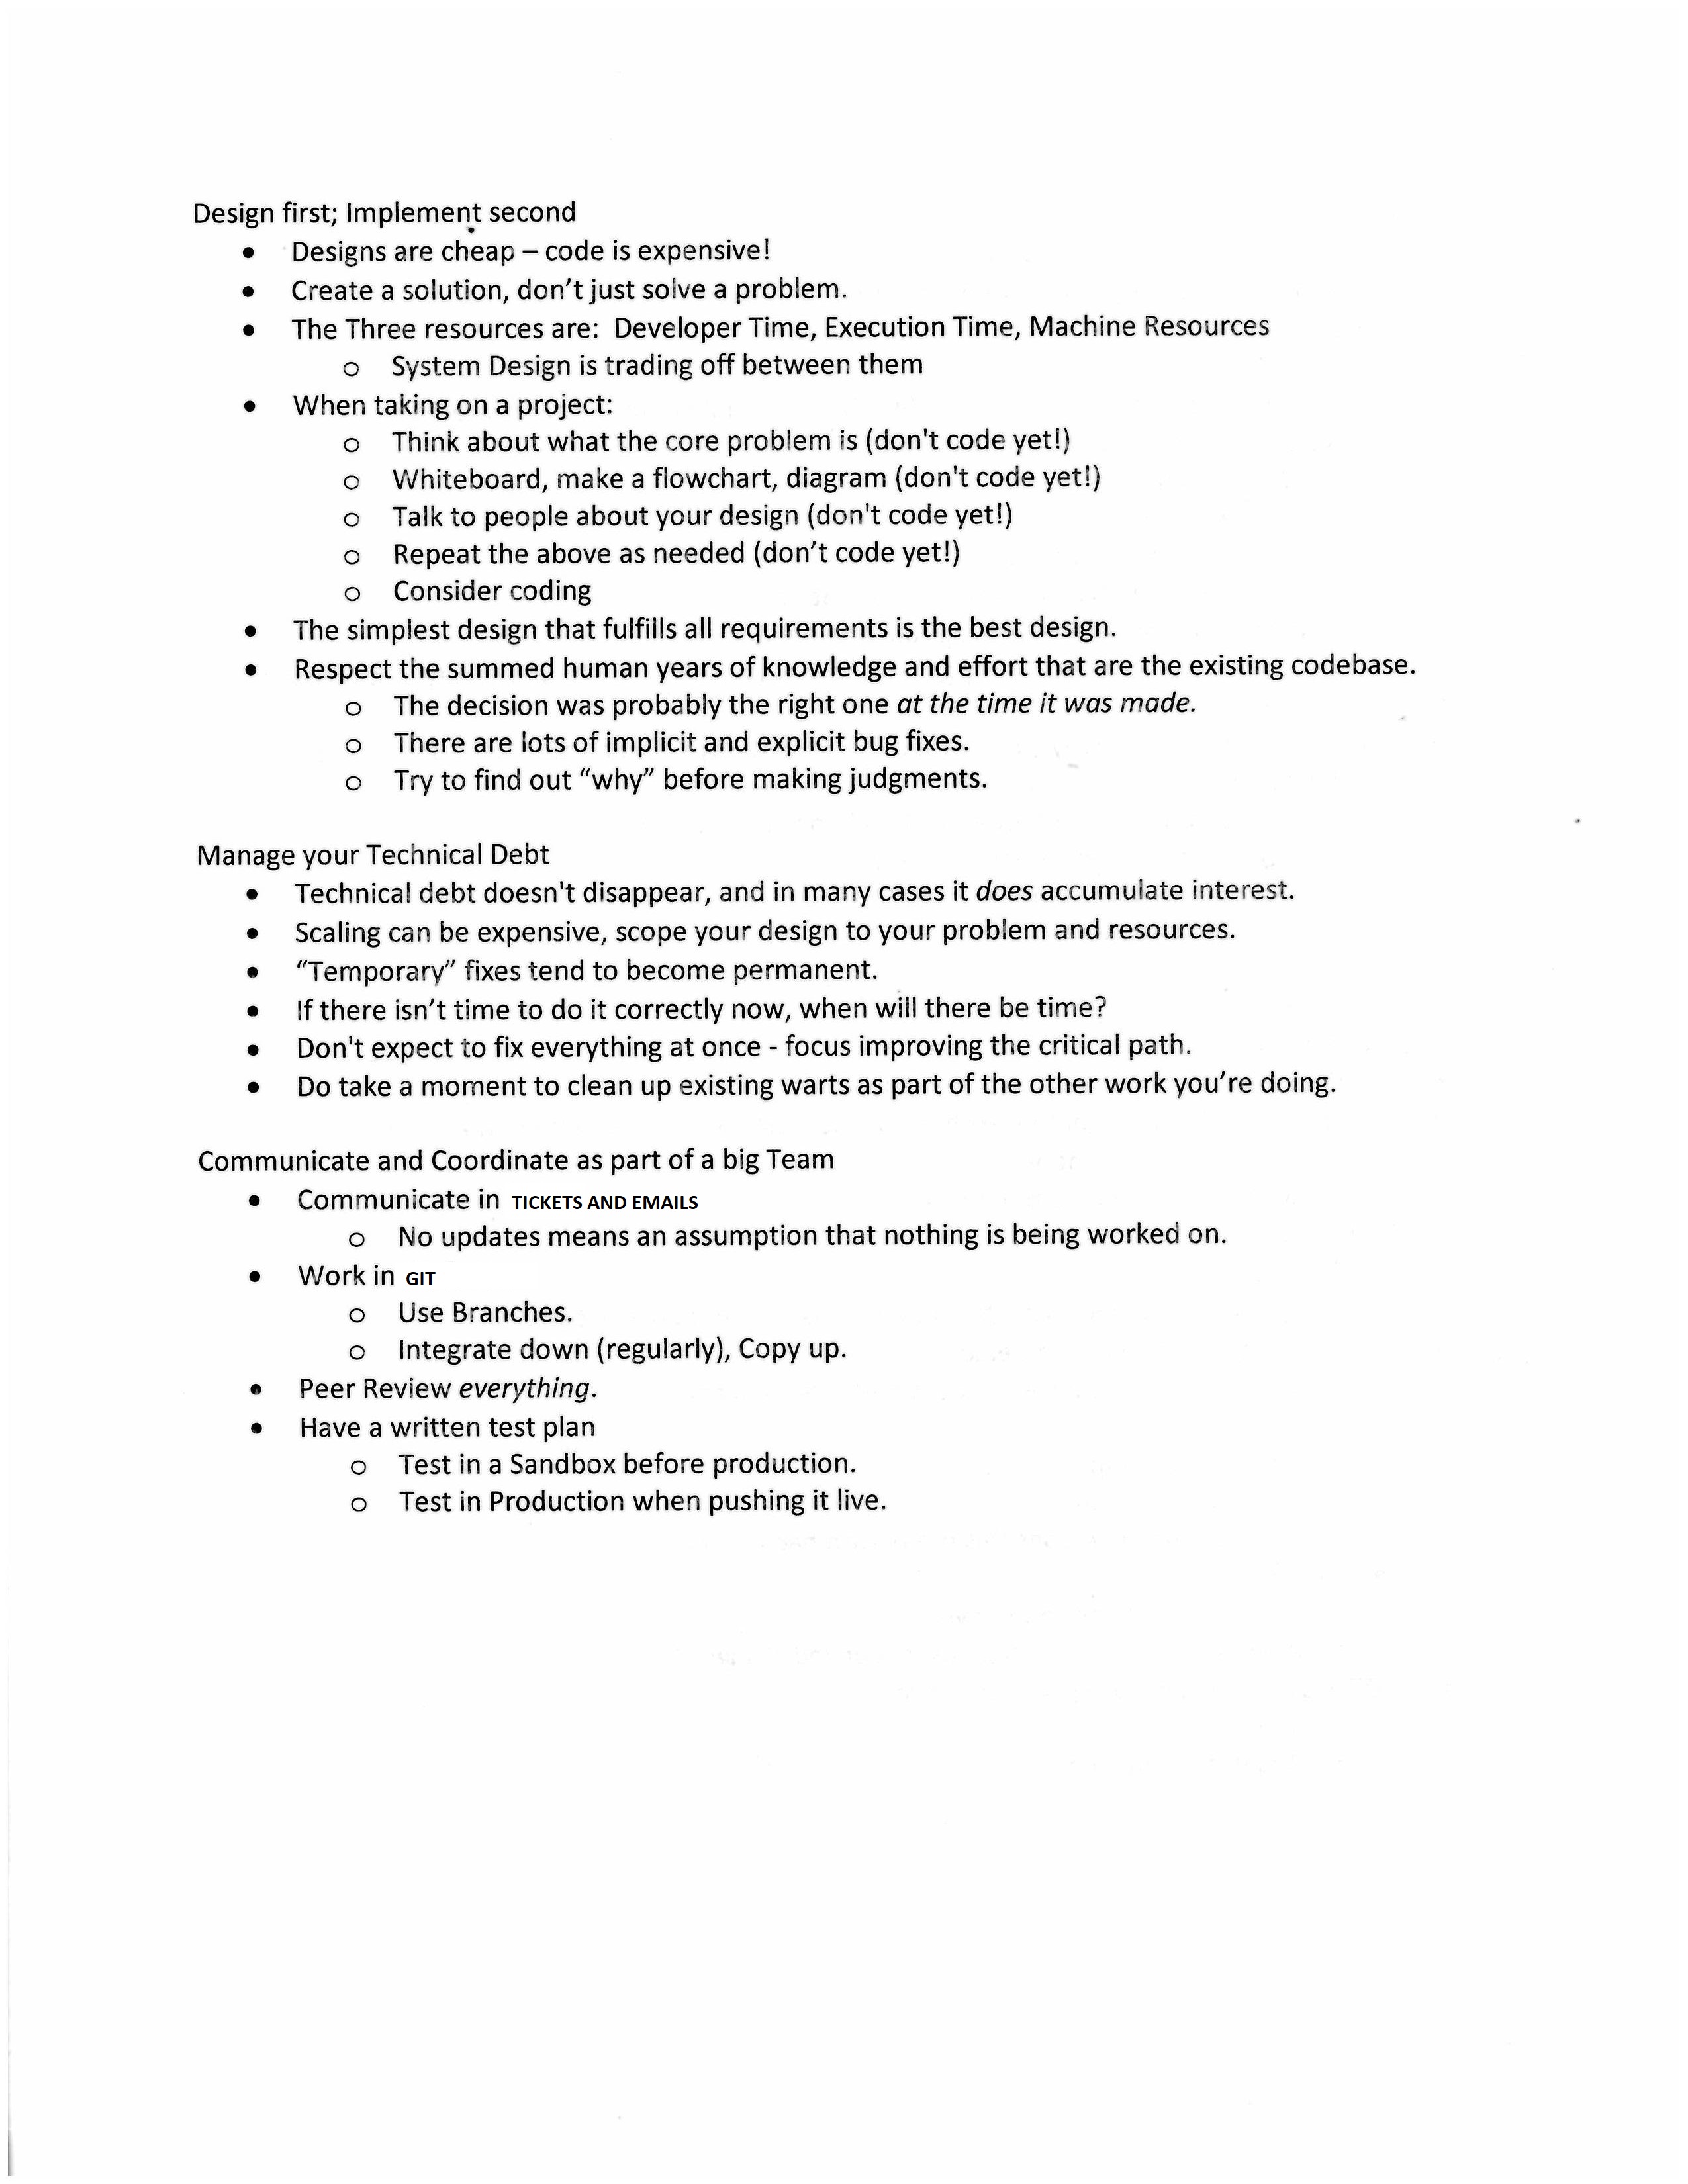 Design first; Implement second
• Designs are cheap – code is expensive!
• Create a solution, don’t just solve a problem.
• The Three resources are:  Developer Time, Execution Time, Machine Resources
o System Design is trading off between them
• When taking on a project:
o Think about what the core problem is (don't code yet!)
o Whiteboard, make a flowchart, diagram (don't code yet!)
o Talk to people about your design (don't code yet!)
o Repeat the above as needed (don’t code yet!)
o Consider coding
• The simplest design that fulfills all requirements is the best design.
• Respect the summed human years of knowledge and effort that are the existing codebase.
o The decision was probably the right one at the time it was made.
o There are lots of implicit and explicit bug fixes.
o Try to find out “why” before making judgments.
Manage your Technical Debt
• Technical debt doesn't disappear, and in many cases it does accumulate interest.
• Scaling can be expensive, scope your design to your problem and resources.
• “Temporary” fixes tend to become permanent.
• If there isn’t time to do it correctly now, when will there be time?
• Don't expect to fix everything at once - focus improving the critical path.
• Do take a moment to clean up existing warts as part of the other work you’re doing.
Communicate and Coordinate as part of a big Team
• Communicate in TICKETS AND EMAILS
o No updates means an assumption that nothing is being worked on.
• Work in GIT
o Use Branches.
o Integrate down (regularly), Copy up.
• Peer Review everything.
• Have a written test plan
o Test in a Sandbox before production.
o Test in Production when pushing it live.